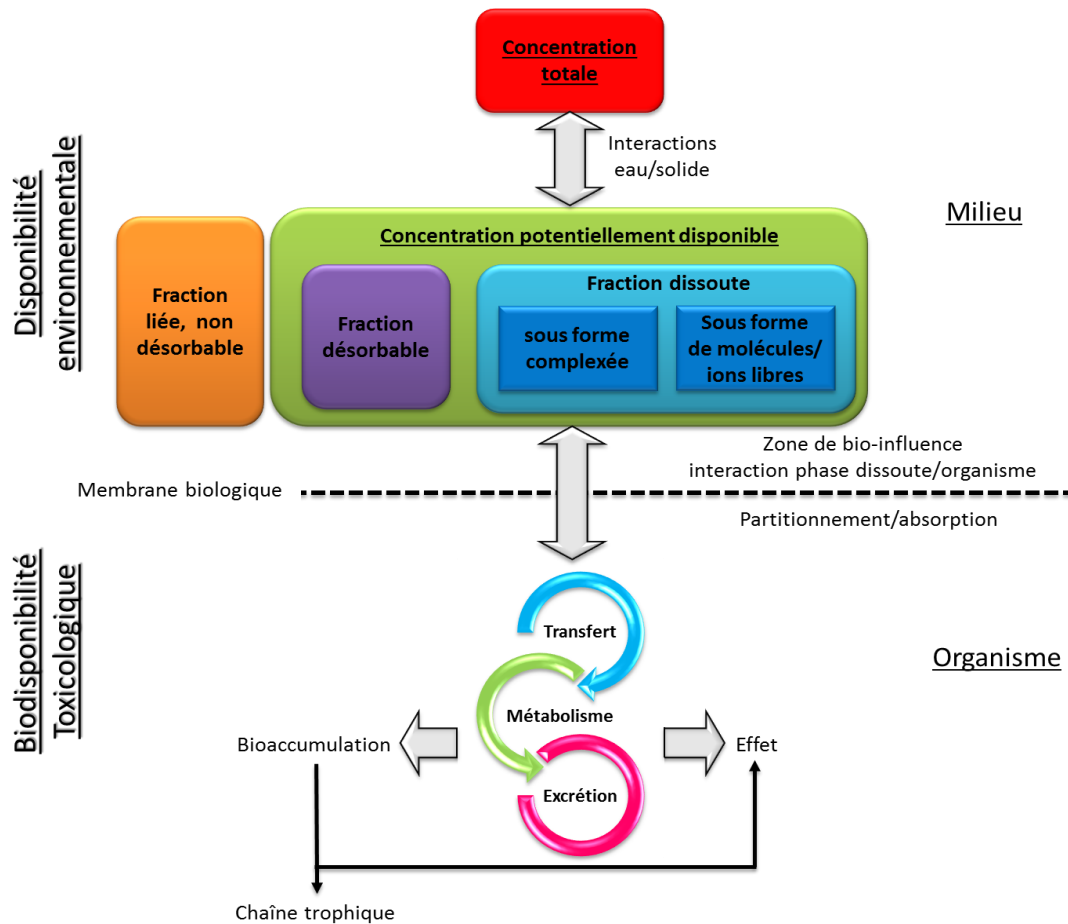 Concentration
totale
Interactions
eau/solide
Disponibilité
environnementale
Milieu
Concentration potentiellement disponible
Fraction
liée, non
désorbable
Fraction
désorbable
Fraction dissoute
sous forme
complexée
Sous forme
de molécules/
ions libres
Zone de bio-influence
interaction phase dissoute/organisme
Membrane biologique
Partitionnement/absorption
Biodisponibilité
Toxicologique
Transfert
Organisme
Métabolisme
Bioaccumulation
Effet
Excrétion
Chaîne trophique